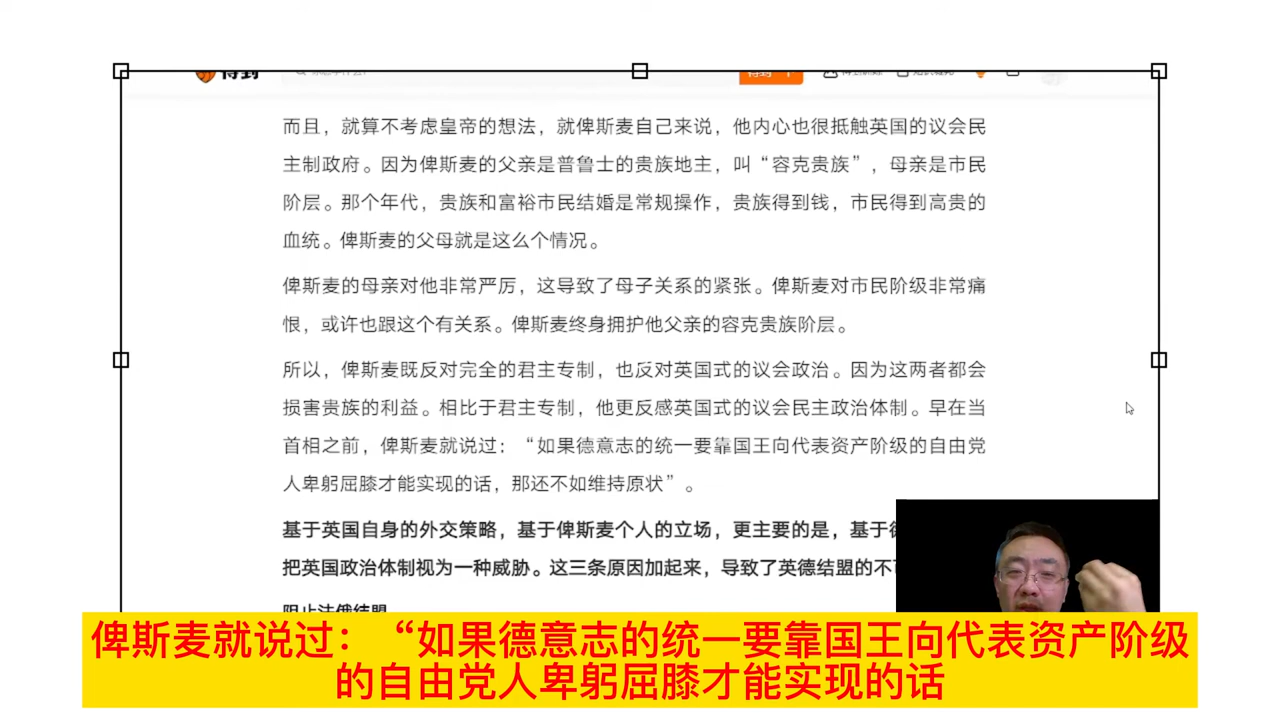 而且，就算不考虑皇帝的想法，就俾斯麦自己来说，他内心也很抵触英国的议会民
主制政府。因为俾斯麦的父亲是普鲁士的贵族地主，叫“容克贵族”，母亲是市民
阶层。那个年代，贵族和富裕市民结婚是常规操作，贵族得到钱，市民得到高贵的
血统。俾斯麦的父母就是这么个情况。
俾斯麦的母亲对他非常严厉，这导致了母子关系的紧张。俾斯麦对市民阶级非常痛
恨，或许也跟这个有关系。俾斯麦终身拥护他父亲的容克贵族阶层。
所以，俾斯麦既反对完全的君主专制，也反对英国式的议会政治。因为这两者都会
损害贵族的利益。相比于君主专制，他更反感英国式的议会民主政治体制。早在当
首相之前，俾斯麦就说过：“如果德意志的统一要靠国王向代表资产阶级的自由党
人卑躬屈膝才能实现的话，那还不如维持原状”。
基于英国自身的外交策略，基于俾斯麦个人的立场，更主要的是，基于
把英国政治体制视为一种威胁。这三条原因加起来，导致了英德结盟的不
阻止法俄结盟
俾斯麦就说过：“如果德意志的统一要靠国王向代表资产阶级
的自由党人卑躬屈膝才能实现的话